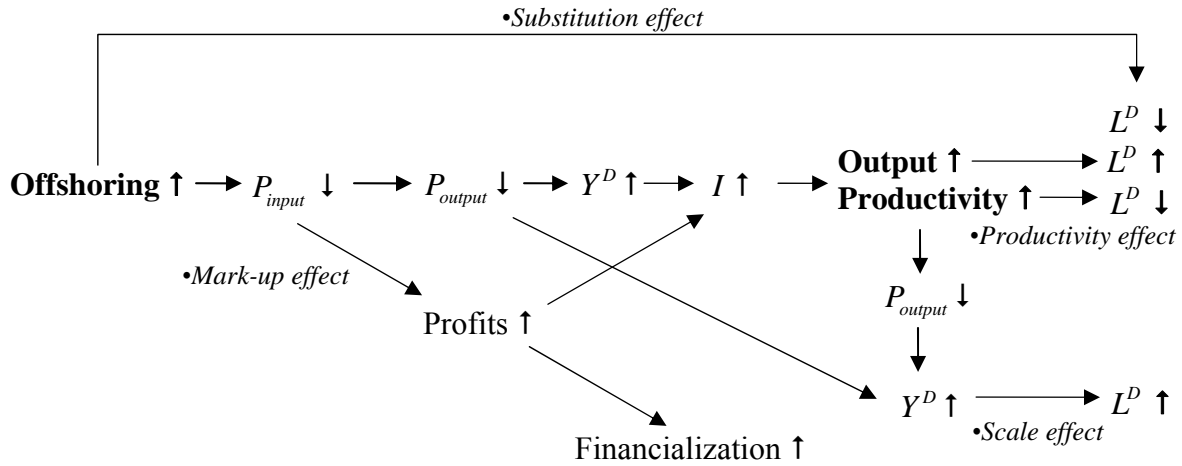 •Substitution effect
L^D ↓
Output ↑ L^D ↑
Offshoring ↑ P_input ↓ P_output ↓ Y^D ↑ I ↑
Productivity ↑ L^D ↓
•Productivity effect
•Mark-up effect
P_output ↓
Profits ↑
Y^D ↑ L^D ↑
•Scale effect
Financialization ↑